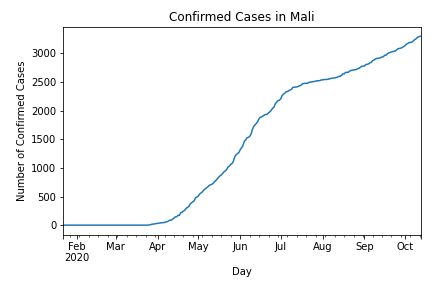 Confirmed Cases in Mali
Number of Confirmed Cases
3000
2500
2000
1500
1000
500
0
Feb Mar Apr May Jun Jul Aug Sep Oct
2020
Day